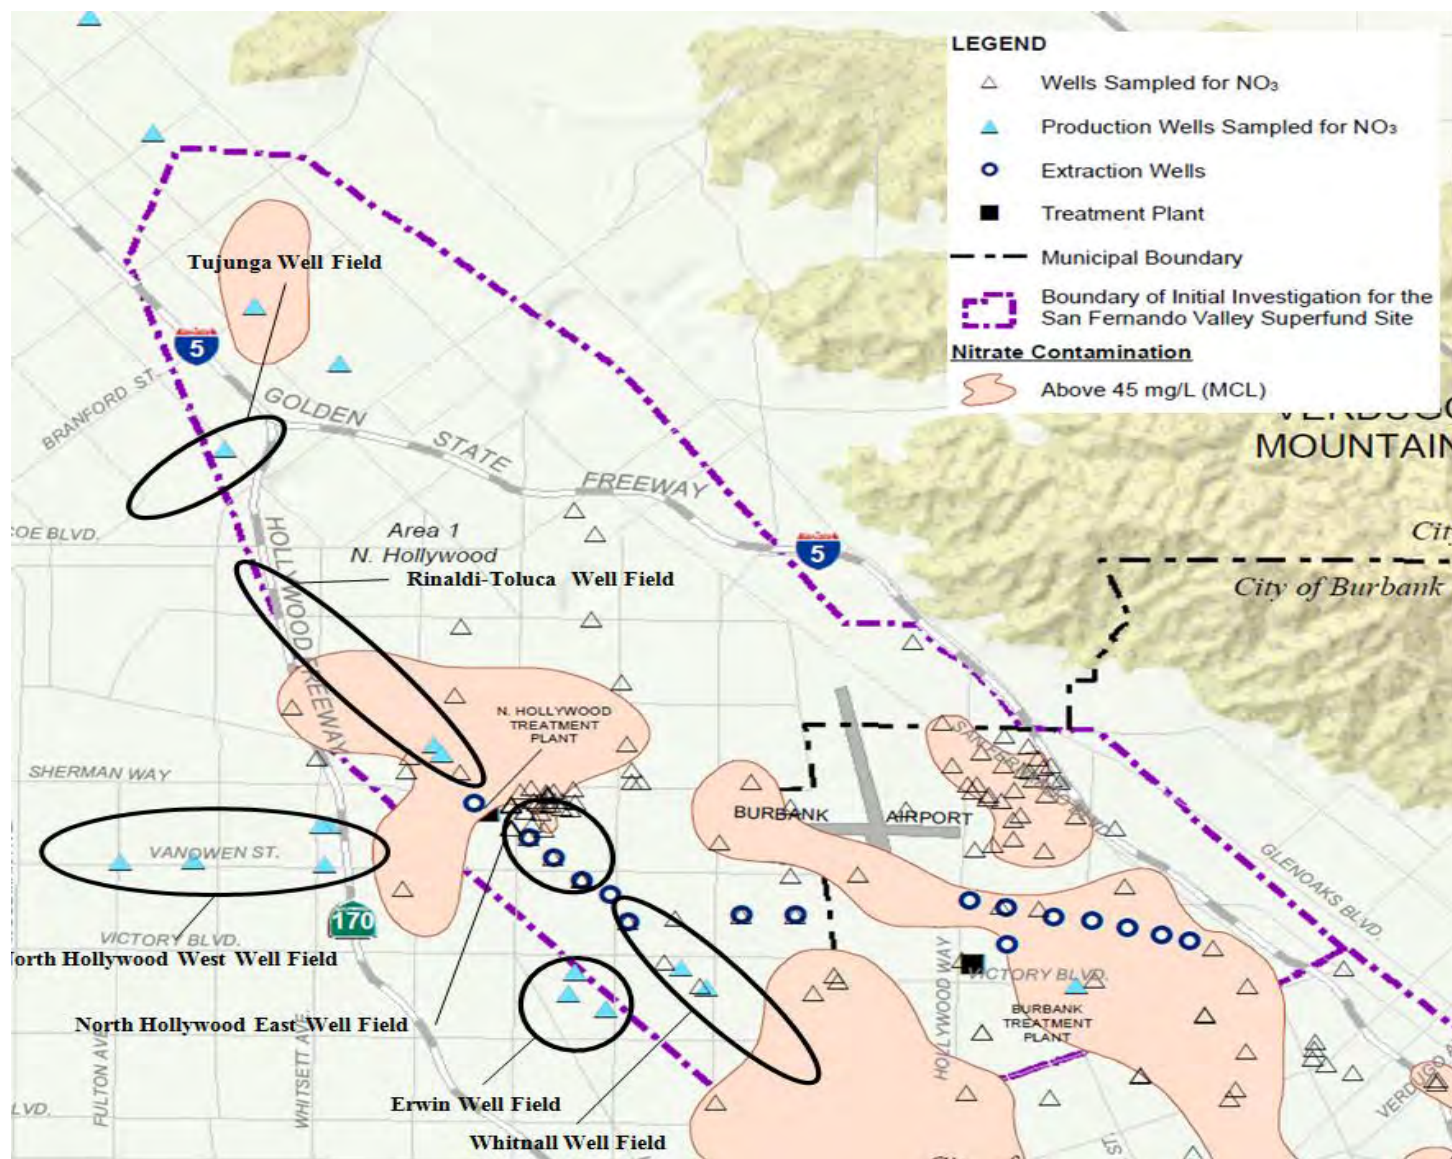 LEGEND
Wells Sampled for NO₃
Production Wells Sampled for NO₃
Extraction Wells
Treatment Plant
Municipal Boundary
Boundary of Initial Investigation for the
San Fernando Valley Superfund Site
Nitrate Contamination
Above 45 mg/L (MCL)
Tujunga Well Field
5
BRANFORD ST.
GOLDEN
STATE
FREEWAY
MOUNTAIN
Area 1
N. Hollywood
OE BLVD.
HOLLYWOOD FREEWAY
5
City
Rinaldi-Toluca Well Field
City of Burbank
N. HOLLYWOOD
TREATMENT
PLANT
SHERMAN WAY
BURBANK
AIRPORT
VANOWEN ST.
GLENOAKS BLVD.
170
VICTORY BLVD.
orth Hollywood West Well Field
HOLLYWOOD WAY
VICTORY BLVD.
BURBANK
TREATMENT
PLANT
North Hollywood East Well Field
FULTON AVE
WHITSETT AVE
VERDUGO A
Erwin Well Field
LVD.
Whitnall Well Field
ST.